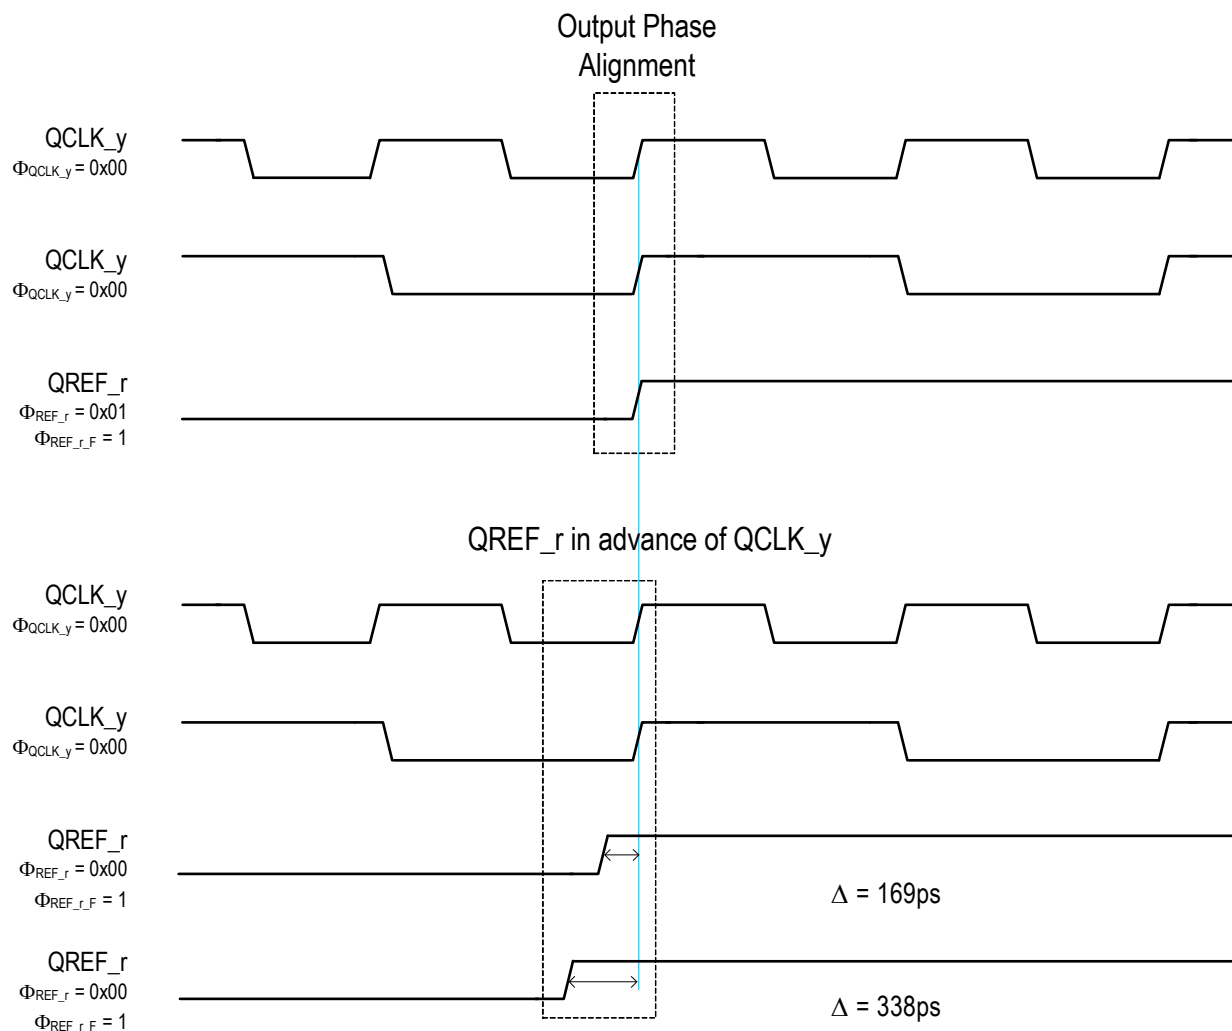 Output Phase
Alignment
QCLK_y
ΦQCLK_y = 0x00
QCLK_y
ΦQCLK_y = 0x00
QREF_r
ΦREF_r = 0x01
ΦREF_r_F = 1
QREF_r in advance of QCLK_y
QCLK_y
ΦQCLK_y = 0x00
QCLK_y
ΦQCLK_y = 0x00
QREF_r
ΦREF_r = 0x00
ΦREF_r_F = 1
Δ = 169ps
QREF_r
ΦREF_r = 0x00
ΦREF_r_F = 1
Δ = 338ps